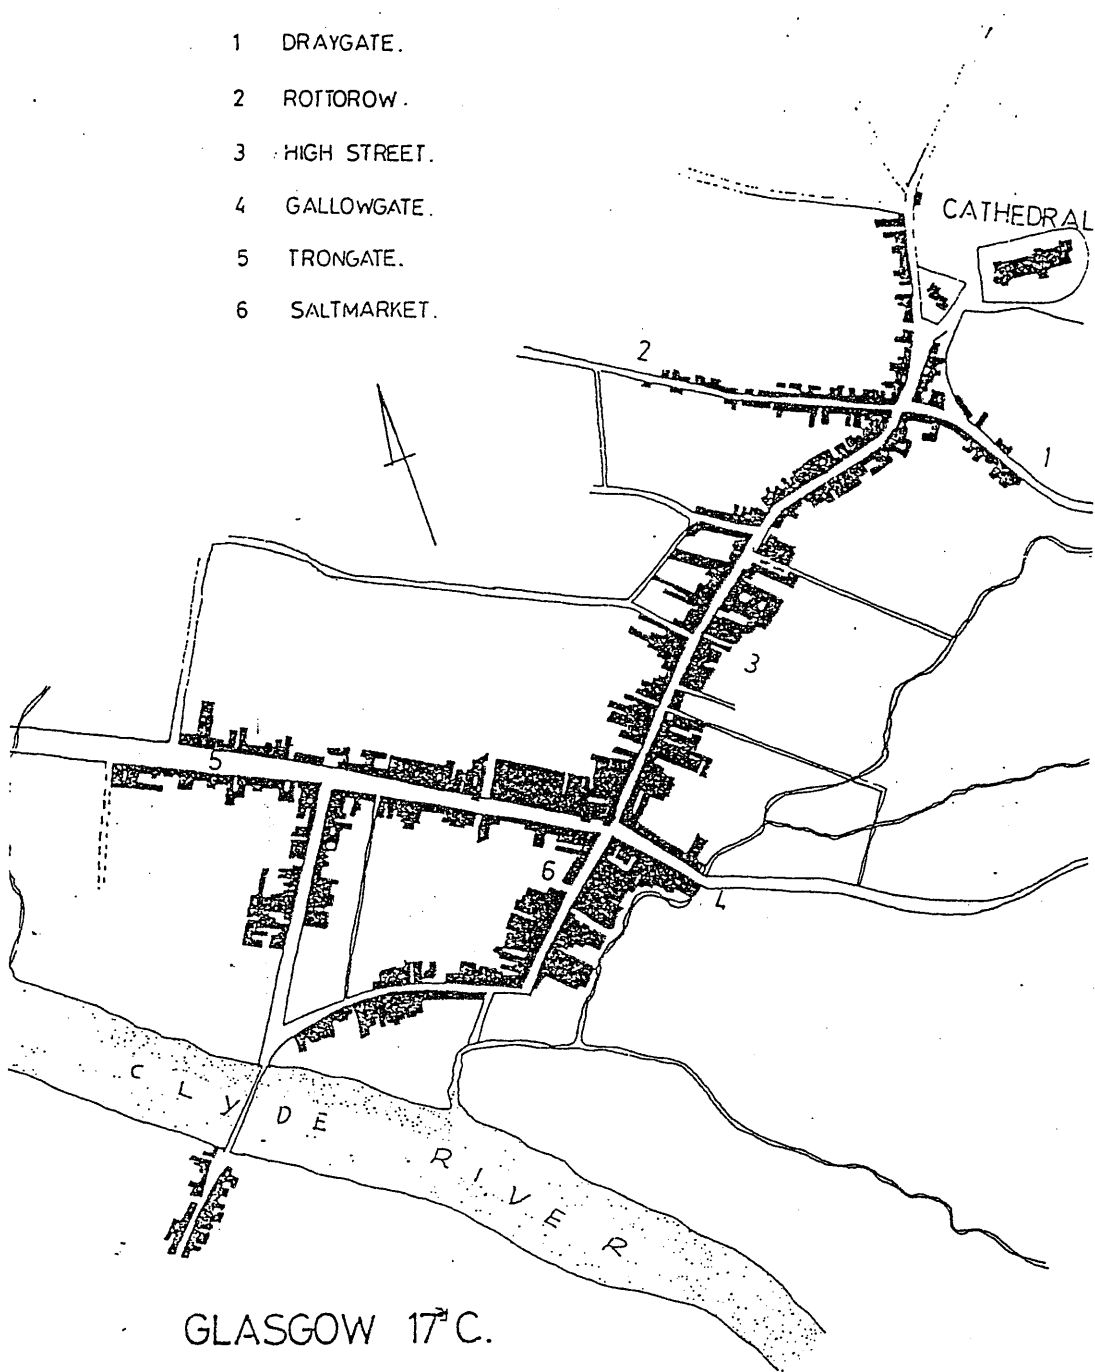 1 DRAYGATE.
2 ROTTOROW.
3 HIGH STREET.
4 GALLOWGATE.
5 TRONGATE.
6 SALTMARKET.
CATHEDRAL
2
1
3
5
6
4
CLYDE RIVER
GLASGOW 17 C.